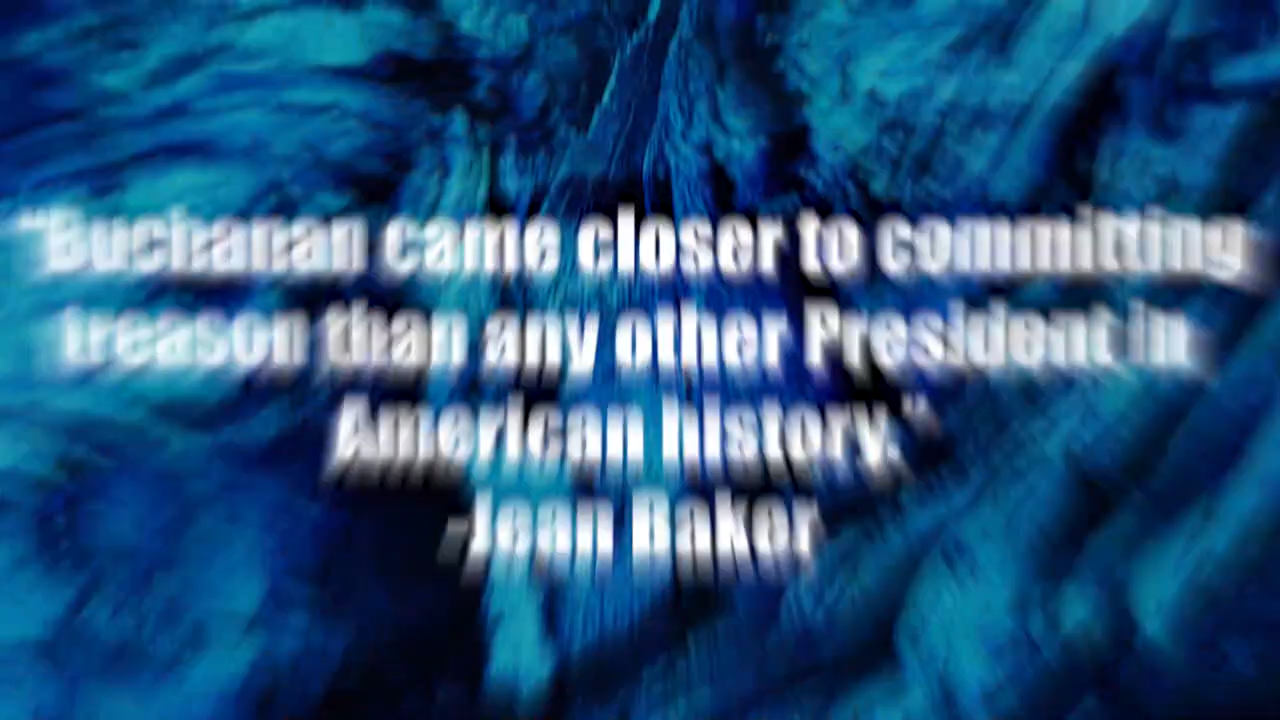 "Buchanan came closer to committing
treason than any other President in
American history."
-Jean Baker